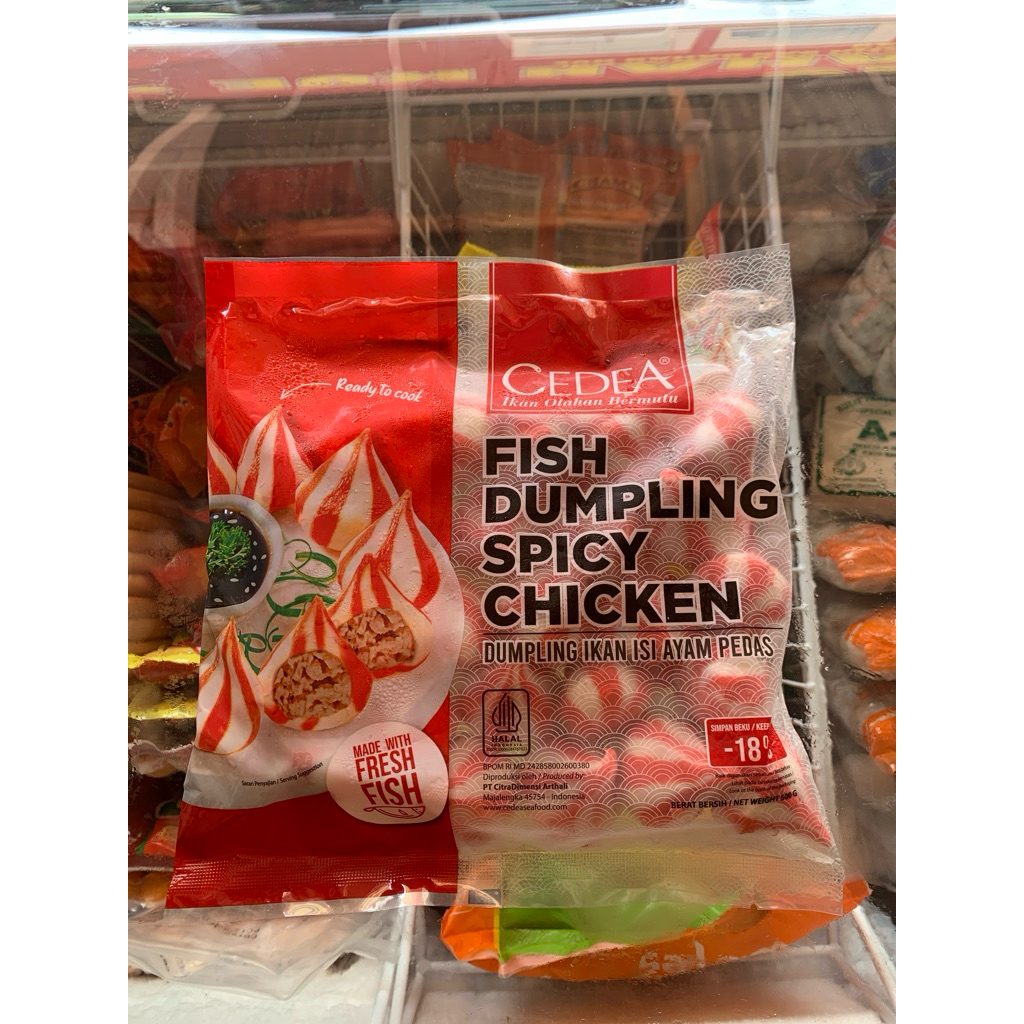 Ready to cook
CEDEA®
Ikan Olahan Bermutu
FISH
DUMPLING
SPICY
CHICKEN
DUMPLING IKAN ISI AYAM PEDAS
HALAL
INDONESIA
SIMPAN BEKU / KEEP
-18°
BPOM RI MD 242858002600380
Diproduksi oleh / Produced by:
PT CitraDimensi Arthali
Majalengka 45754 - Indonesia
www.cedeaseafood.com
BERAT BERSIH / NET WEIGHT 500 G
Saran Penyajian / Serving Suggestion
MADE WITH
FRESH
FISH